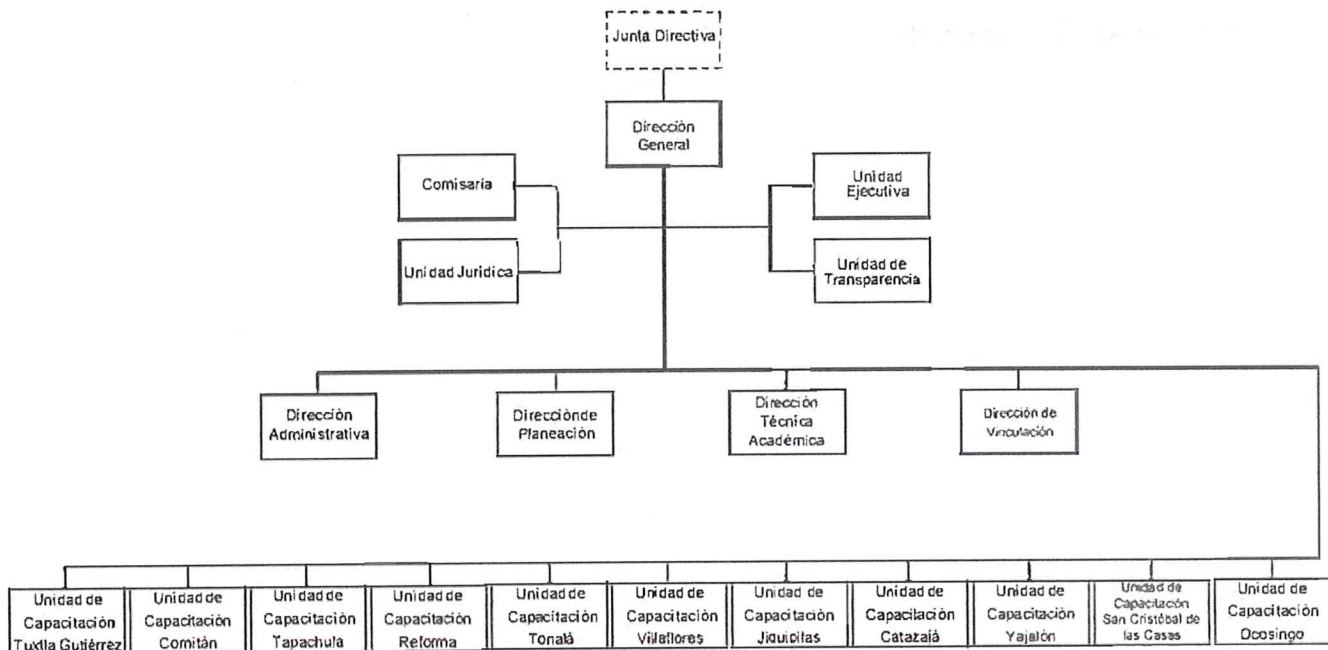 Junta Directiva
Dirección
General
Comisaría
Unidad
Ejecutiva
Unidad Jurídica
Unidad de
Transparencia
Dirección
Administrativa
Dirección de
Planeación
Dirección
Técnica
Académica
Dirección de
Vinculación
Unidad de
Capacitación
Tuxtla Gutiérrez
Unidad de
Capacitación
Comitán
Unidad de
Capacitación
Tapachula
Unidad de
Capacitación
Reforma
Unidad de
Capacitación
Tonalá
Unidad de
Capacitación
Villaflores
Unidad de
Capacitación
Jiquipilas
Unidad de
Capacitación
Catazajá
Unidad de
Capacitación
Yajalón
Unidad de
Capacitación
San Cristóbal de
las Casas
Unidad de
Capacitación
Ocosingo